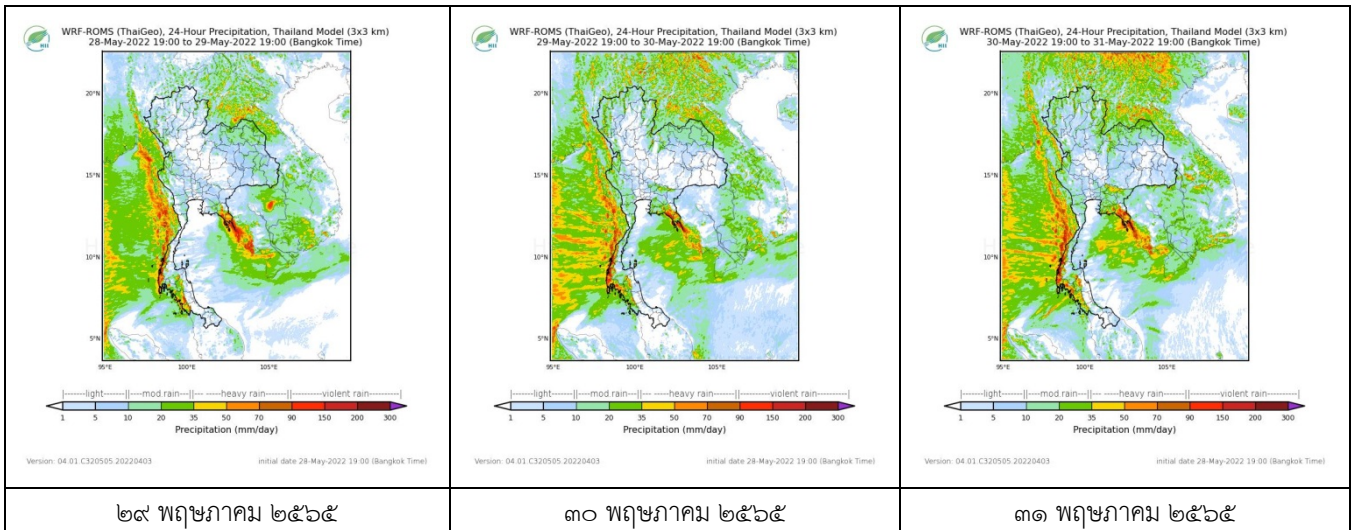 WRF-ROMS (ThaiGeo), 24-Hour Precipitation, Thailand Model (3x3 km)
28-May-2022 19:00 to 29-May-2022 19:00 (Bangkok Time)
HII
20°N
15°N
10°N
5°N
95°E 100°E 105°E
|-------light------||---mod.rain---||--- ---heavy rain---||-------violent rain-------|
1 5 10 20 35 50 70 90 150 200 300
Precipitation (mm/day)
Version: 04.01.C320505.20220403 initial date 28-May-2022 19:00 (Bangkok Time)
๒๙ พฤษภาคม ๒๕๖๕
WRF-ROMS (ThaiGeo), 24-Hour Precipitation, Thailand Model (3x3 km)
29-May-2022 19:00 to 30-May-2022 19:00 (Bangkok Time)
HII
20°N
15°N
10°N
5°N
95°E 100°E 105°E
|-------light------||---mod.rain---||--- ---heavy rain---||-------violent rain-------|
1 5 10 20 35 50 70 90 150 200 300
Precipitation (mm/day)
Version: 04.01.C320505.20220403 initial date 28-May-2022 19:00 (Bangkok Time)
๓๐ พฤษภาคม ๒๕๖๕
WRF-ROMS (ThaiGeo), 24-Hour Precipitation, Thailand Model (3x3 km)
30-May-2022 19:00 to 31-May-2022 19:00 (Bangkok Time)
HII
20°N
15°N
10°N
5°N
95°E 100°E 105°E
|-------light------||---mod.rain---||--- ---heavy rain---||-------violent rain-------|
1 5 10 20 35 50 70 90 150 200 300
Precipitation (mm/day)
Version: 04.01.C320505.20220403 initial date 28-May-2022 19:00 (Bangkok Time)
๓๑ พฤษภาคม ๒๕๖๕